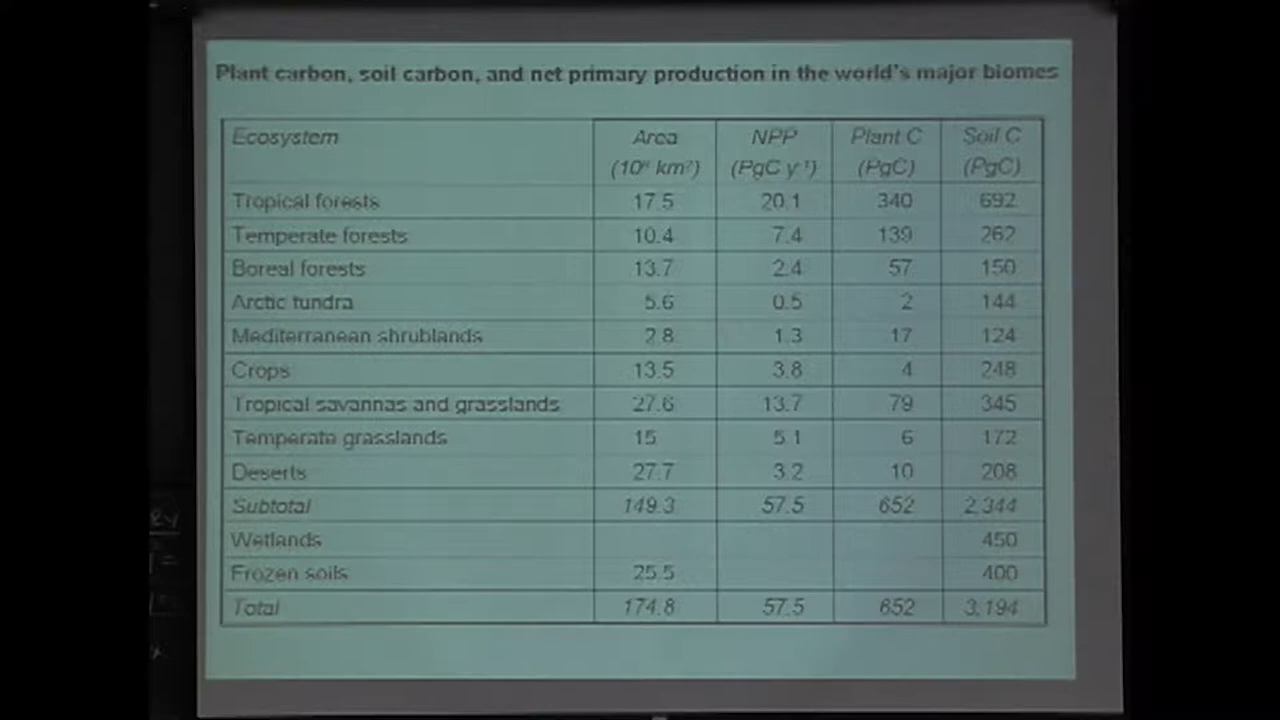 Plant carbon, soil carbon, and net primary production in the world's major biomes
Ecosystem Area NPP Plant C Soil C
(10⁶ km²) (PgC y⁻¹) (PgC) (PgC)
Tropical forests 17.5 20.1 340 692
Temperate forests 10.4 7.4 139 262
Boreal forests 13.7 2.4 57 150
Arctic tundra 5.6 0.5 2 144
Mediterranean shrublands 2.8 1.3 17 124
Crops 13.5 3.8 4 248
Tropical savannas and grasslands 27.6 13.7 79 345
Temperate grasslands 15 5.1 6 172
Deserts 27.7 3.2 10 208
Subtotal 149.3 57.5 652 2,344
Wetlands 450
Frozen soils 25.5 400
Total 174.8 57.5 652 3,194